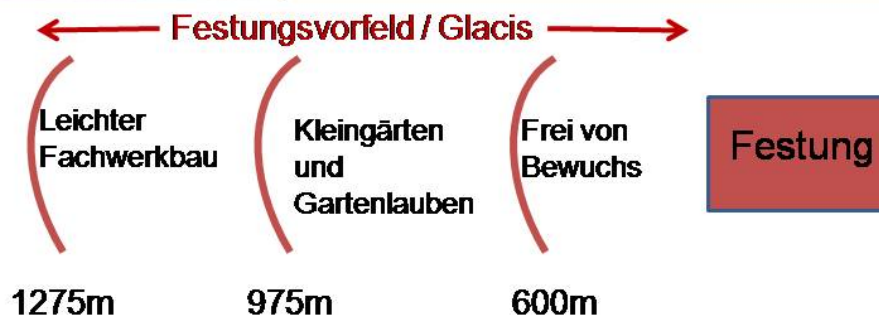 Festungsvorfeld / Glacis
Leichter
Fachwerkbau
Kleingärten
und
Gartenlauben
Frei von
Bewuchs
Festung
1275m
975m
600m